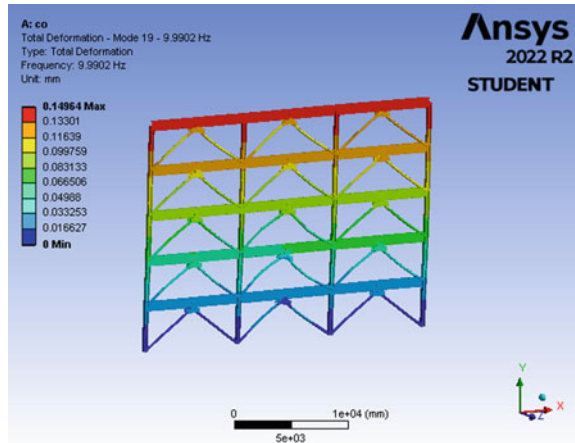 A: co
Total Deformation - Mode 19 - 9.9902 Hz
Type: Total Deformation
Frequency: 9.9902 Hz
Unit: mm
0.14964 Max
0.13301
0.11639
0.099759
0.083133
0.066506
0.04988
0.033253
0.016627
0 Min
Ansys
2022 R2
STUDENT
0
1e+04 (mm)
5e+03
Y
X
Z